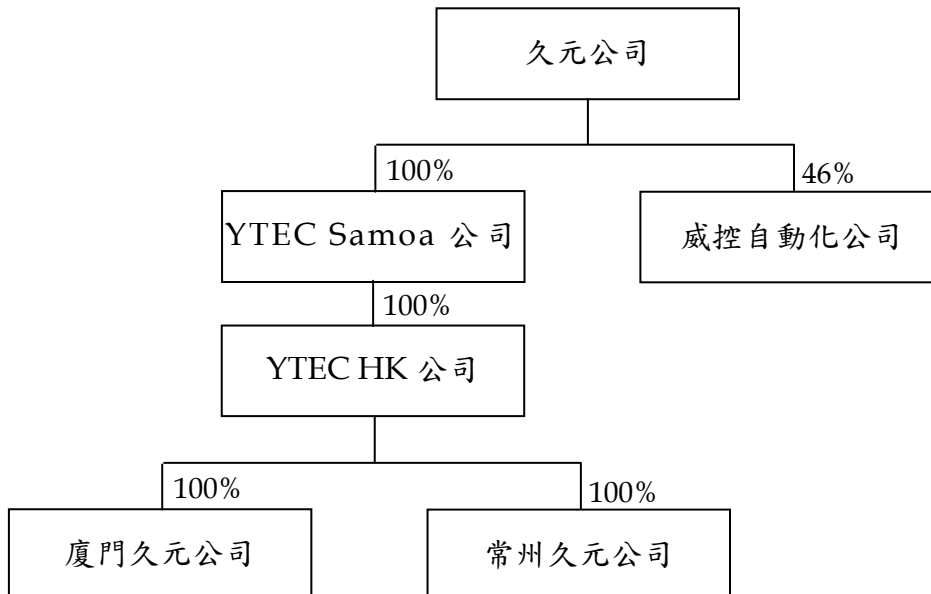 久元公司
100%
46%
YTEC Samoa 公司
威控自動化公司
100%
YTEC HK 公司
100%
100%
廈門久元公司
常州久元公司